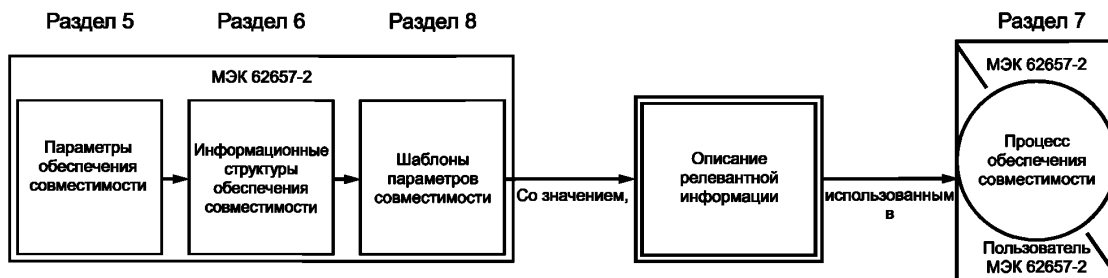 Раздел 5
Раздел 6
Раздел 8
Раздел 7
МЭК 62657-2
Параметры
обеспечения
совместимости
Информационные
структуры
обеспечения
совместимости
Шаблоны
параметров
совместимости
Со значением,
Описание
релевантной
информации
использованным
в
МЭК 62657-2
Процесс
обеспечения
совместимости
Пользователь
МЭК 62657-2